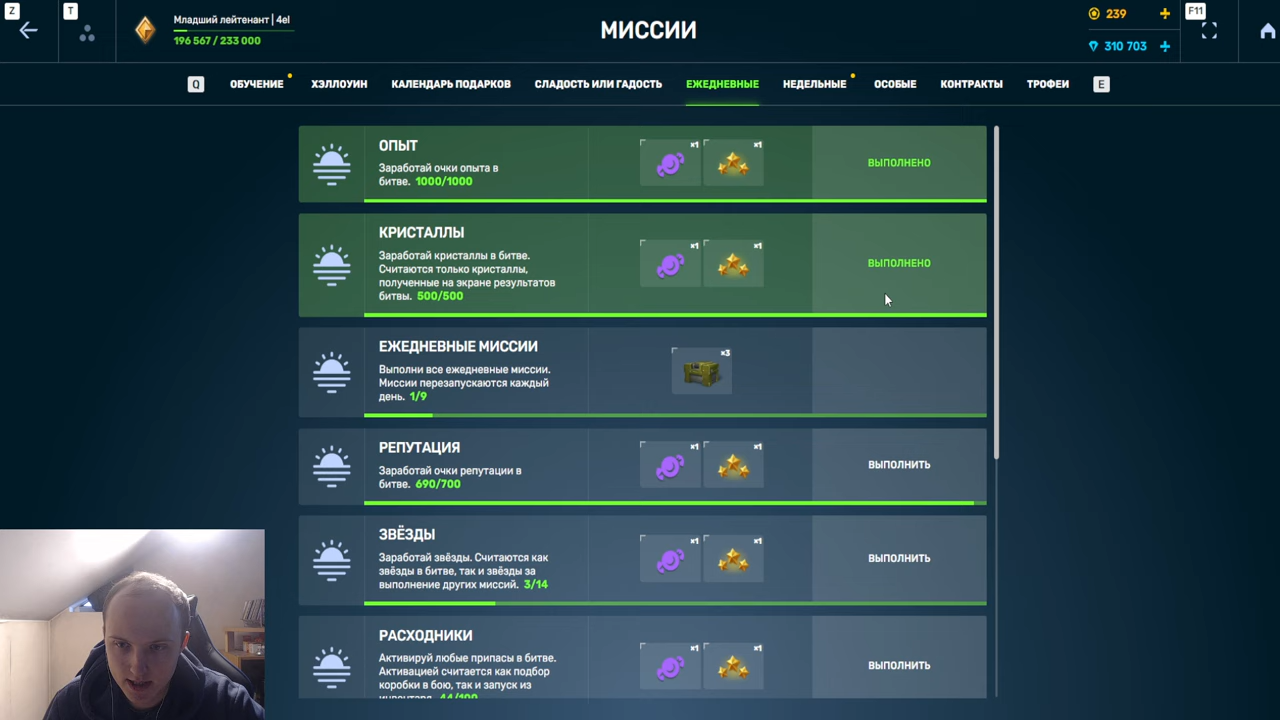 Z
T
Младший лейтенант | 4el
196 567 / 233 000
МИССИИ
239
310 703
F11
Q
ОБУЧЕНИЕ
ХЭЛЛОУИН
КАЛЕНДАРЬ ПОДАРКОВ
СЛАДОСТЬ ИЛИ ГАДОСТЬ
ЕЖЕДНЕВНЫЕ
НЕДЕЛЬНЫЕ
ОСОБЫЕ
КОНТРАКТЫ
ТРОФЕИ
E
ОПЫТ
Заработай очки опыта в
битве. 1000/1000
x1
x1
ВЫПОЛНЕНО
КРИСТАЛЛЫ
Заработай кристаллы в битве.
Считаются только кристаллы,
полученные на экране результатов
битвы. 500/500
x1
x1
ВЫПОЛНЕНО
ЕЖЕДНЕВНЫЕ МИССИИ
Выполни все ежедневные миссии.
Миссии перезапускаются каждый
день. 1/9
x3
РЕПУТАЦИЯ
Заработай очки репутации в
битве. 690/700
x1
x1
ВЫПОЛНИТЬ
ЗВЁЗДЫ
Заработай звёзды. Считаются как
звёзды в битве, так и звёзды за
выполнение других миссий. 3/14
x1
x1
ВЫПОЛНИТЬ
РАСХОДНИКИ
Активируй любые припасы в битве.
Активацией считается как подбор
коробки в бою, так и запуск из
инвентаря. 44/100
x1
x1
ВЫПОЛНИТЬ